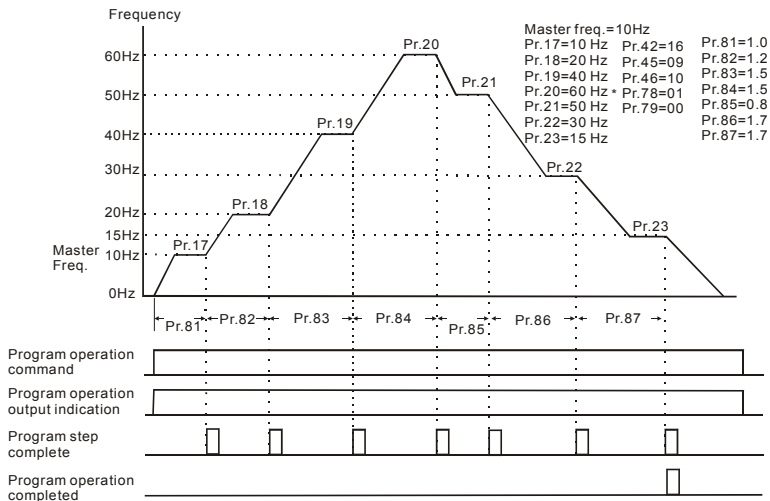 Frequency
Master freq.=10Hz
Pr.17=10 Hz Pr.42=16 Pr.81=1.0
Pr.18=20 Hz Pr.45=09 Pr.82=1.2
Pr.19=40 Hz Pr.46=10 Pr.83=1.5
Pr.20=60 Hz * Pr.78=01 Pr.84=1.5
Pr.21=50 Hz Pr.79=00 Pr.85=0.8
Pr.22=30 Hz Pr.86=1.7
Pr.23=15 Hz Pr.87=1.7
60Hz
Pr.20
50Hz
Pr.21
40Hz
Pr.19
30Hz
Pr.22
20Hz
Pr.18
15Hz
Pr.23
Master
Freq.
10Hz
Pr.17
0Hz
Pr.81 Pr.82 Pr.83 Pr.84 Pr.85 Pr.86 Pr.87
Program operation
command
Program operation
output indication
Program step
complete
Program operation
completed